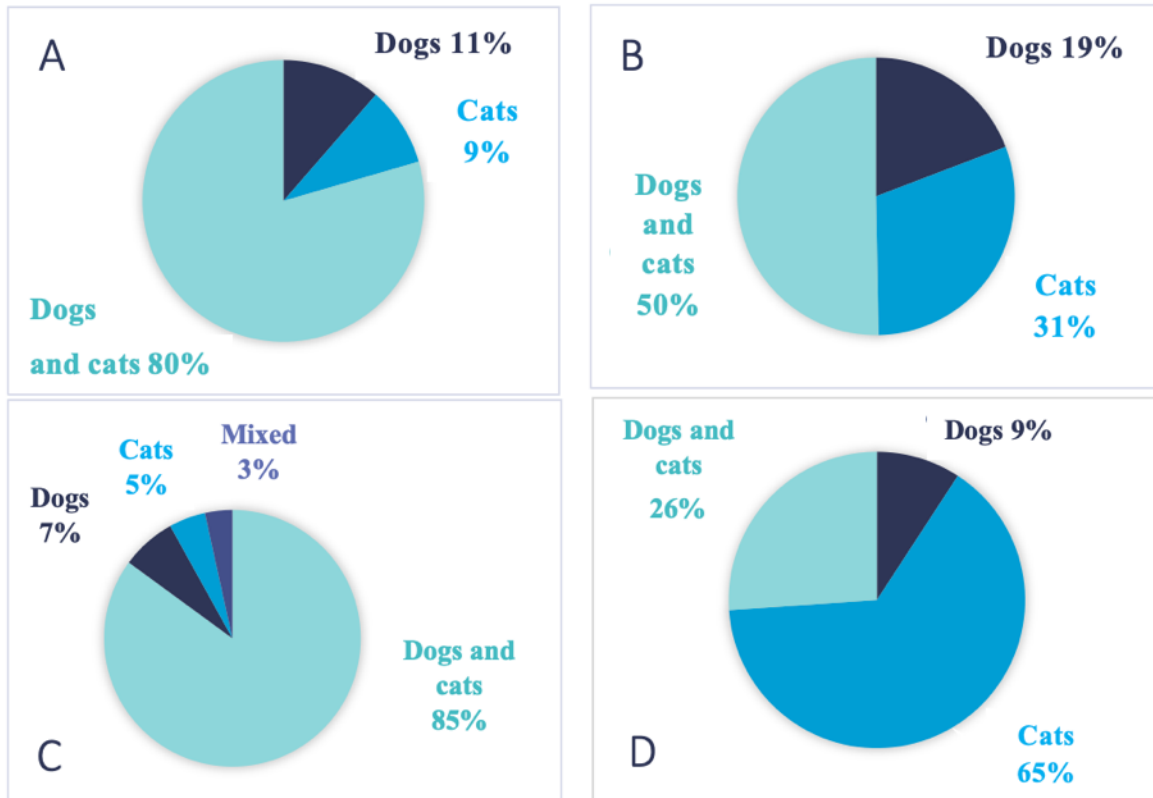 A
Dogs 11%
Cats
9%
Dogs
and cats 80%
B
Dogs 19%
Dogs
and
cats
50%
Cats
31%
Mixed
3%
Cats
5%
Dogs
7%
Dogs and
cats
85%
C
Dogs and
cats
26%
Dogs 9%
Cats
65%
D